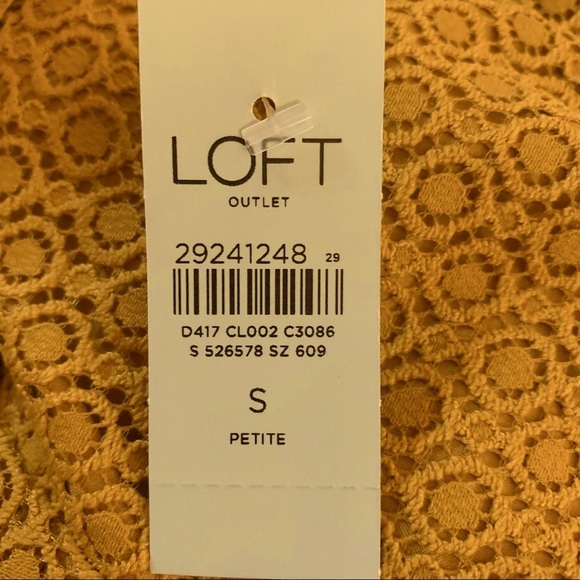 LOFT
OUTLET
29241248 29
D417 CL002 C3086
S 526578 SZ 609
S
PETITE